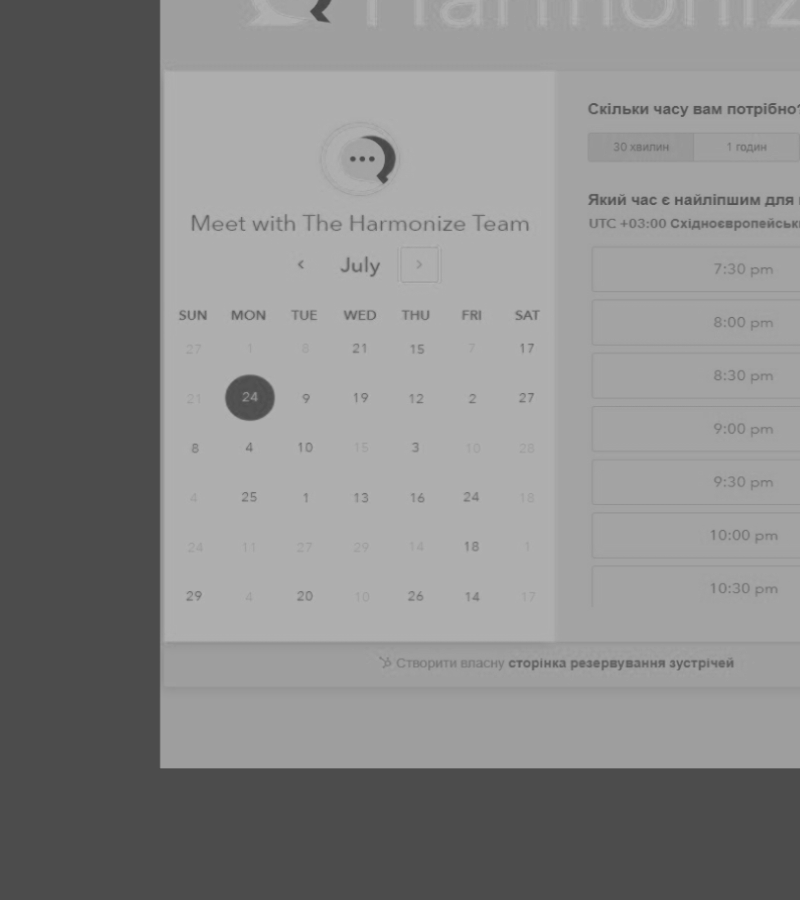 Harmoniz
Meet with The Harmonize Team
July
SUN MON TUE WED THU FRI SAT
27 1 8 21 15 7 17
21 24 9 19 12 2 27
8 4 10 15 3 10 28
4 25 1 13 16 24 18
24 11 27 29 14 18 1
29 4 20 10 26 14 17
Скільки часу вам потрібно?
30 хвилин 1 годин
Який час є найліпшим для
UTC +03:00 Східноєвропейськ
7:30 pm
8:00 pm
8:30 pm
9:00 pm
9:30 pm
10:00 pm
10:30 pm
Створити власну сторінка резервування зустрічей